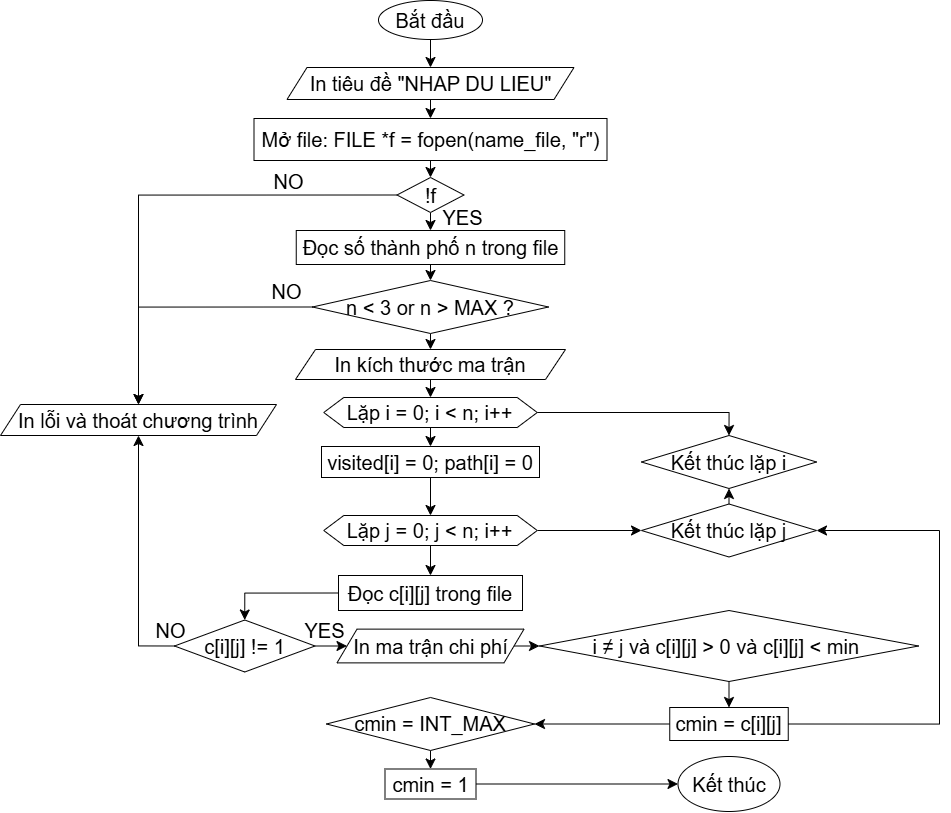 Bắt đầu
In tiêu đề "NHAP DU LIEU"
Mở file: FILE *f = fopen(name_file, "r")
NO
!f
YES
Đọc số thành phố n trong file
NO
n < 3 or n > MAX ?
In kích thước ma trận
Lặp i = 0; i < n; i++
In lỗi và thoát chương trình
visited[i] = 0; path[i] = 0
Kết thúc lặp i
Lặp j = 0; j < n; i++
Kết thúc lặp j
Đọc c[i][j] trong file
NO
c[i][j] != 1
YES
In ma trận chi phí
i ≠ j và c[i][j] > 0 và c[i][j] < min
cmin = INT_MAX
cmin = c[i][j]
cmin = 1
Kết thúc